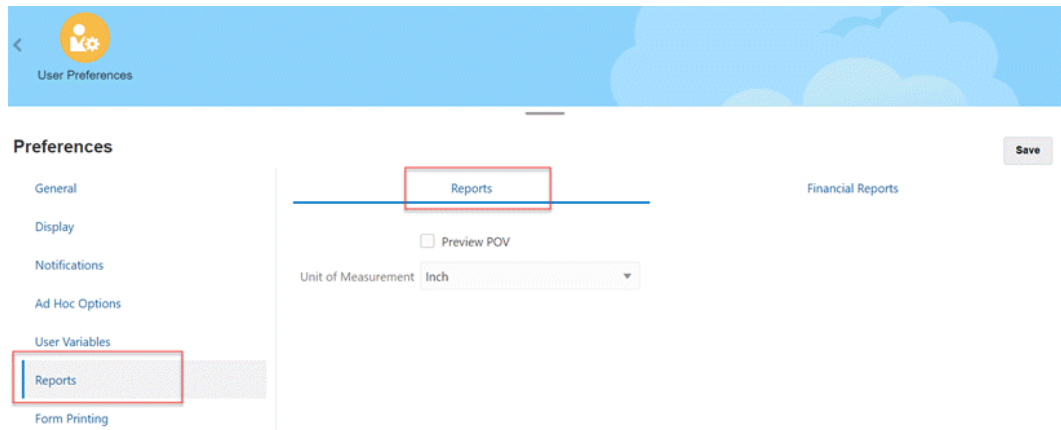 User Preferences
Preferences
Save
General
Display
Notifications
Ad Hoc Options
User Variables
Reports
Form Printing
Reports
Financial Reports
Preview POV
Unit of Measurement Inch